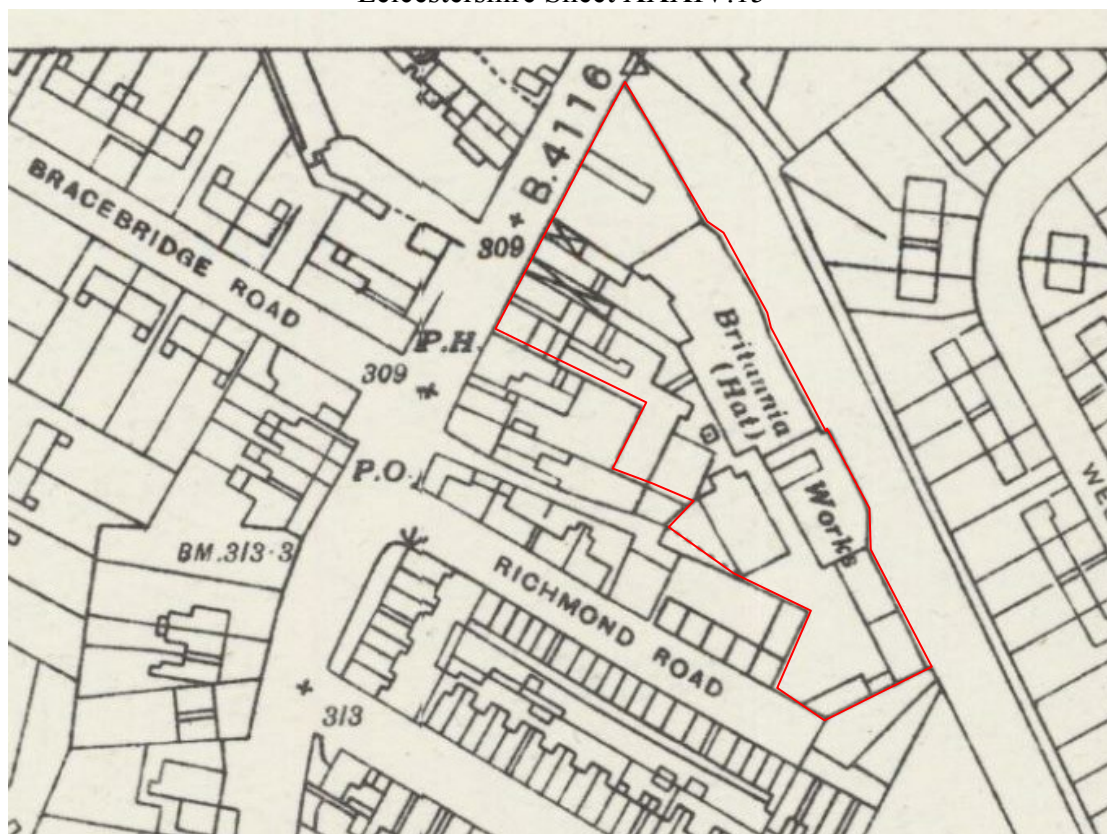 B.4116
BRACEBRIDGE ROAD
309
P.H.
309
Britannia
(Hat)
Works
P.O.
BM.313·3
RICHMOND ROAD
313